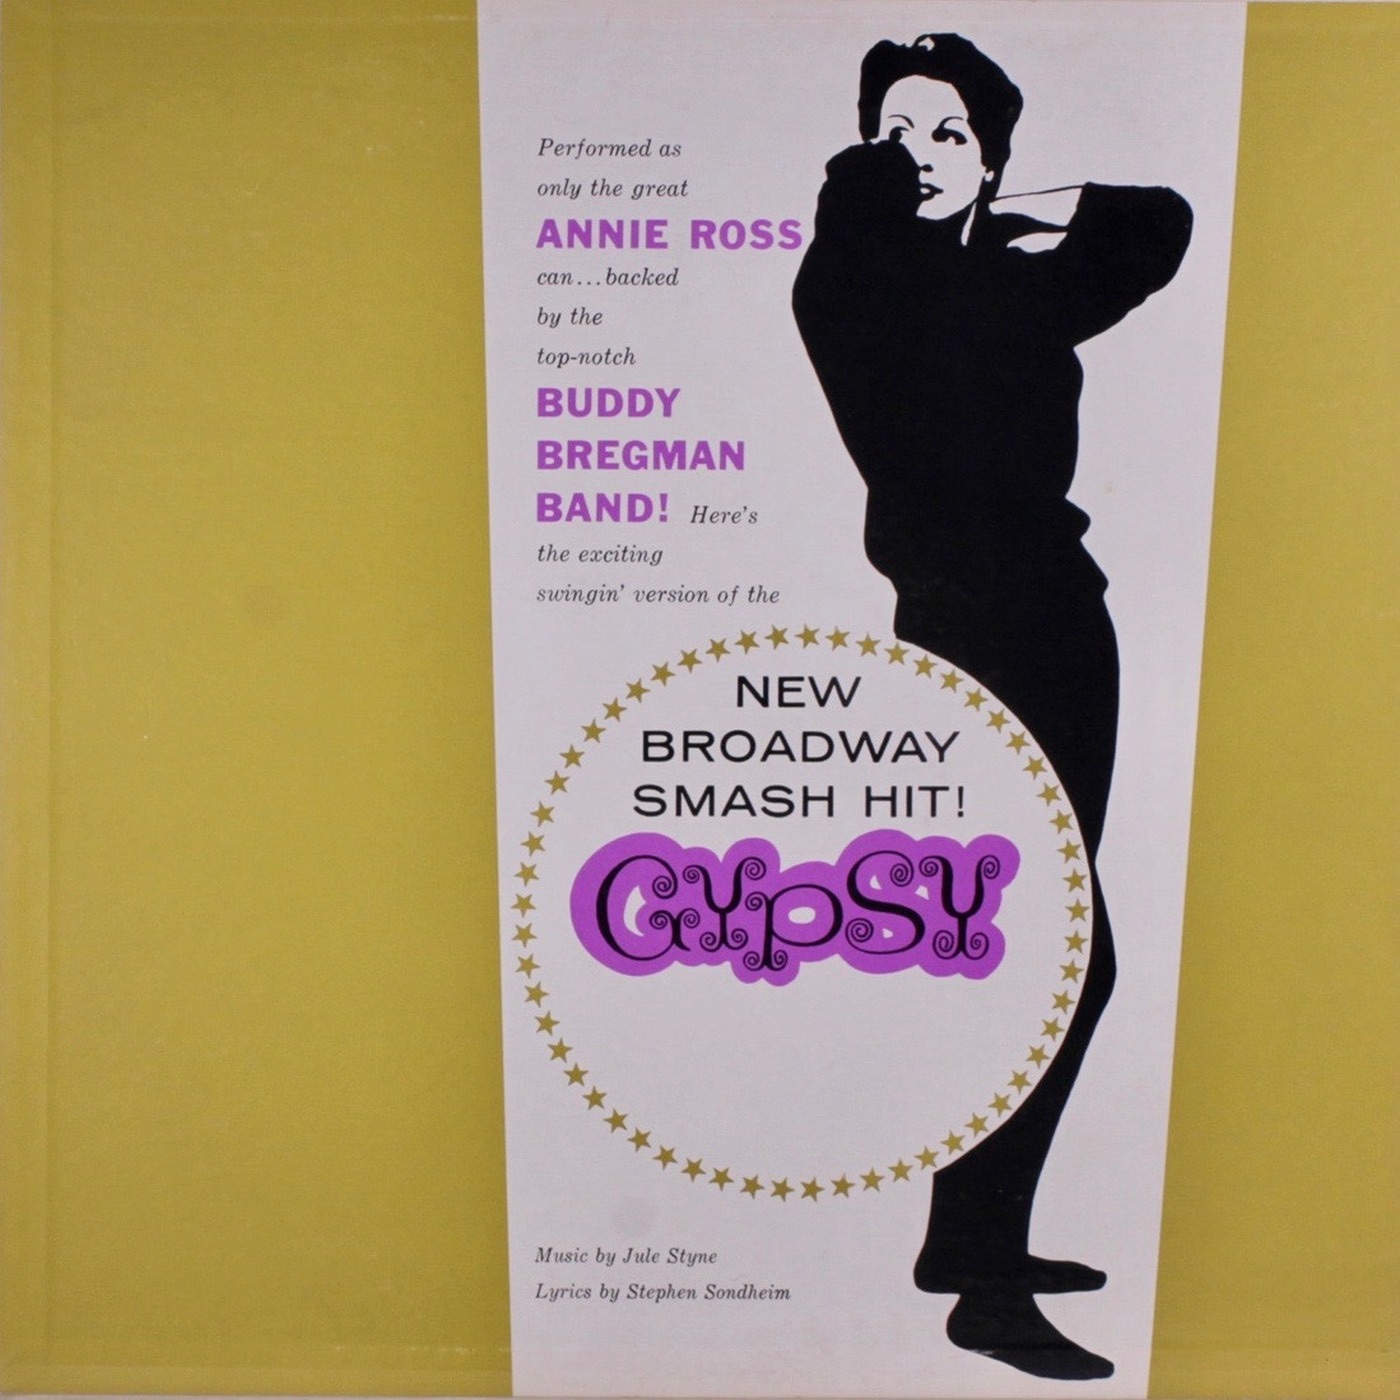 Performed as
only the great
ANNIE ROSS
can...backed
by the
top-notch
BUDDY
BREGMAN
BAND! Here's
the exciting
swingin' version of the
NEW
BROADWAY
SMASH HIT!
GYPSY
Music by Jule Styne
Lyrics by Stephen Sondheim